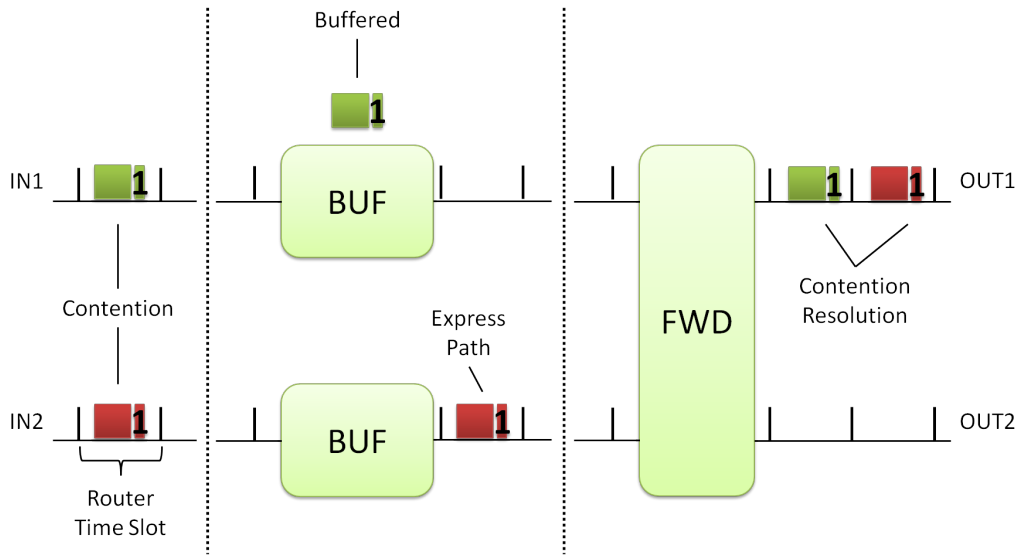 Buffered
1
IN1
1
BUF
1
1
OUT1
Contention
Express
Path
FWD
Contention
Resolution
IN2
1
BUF
1
OUT2
Router
Time Slot